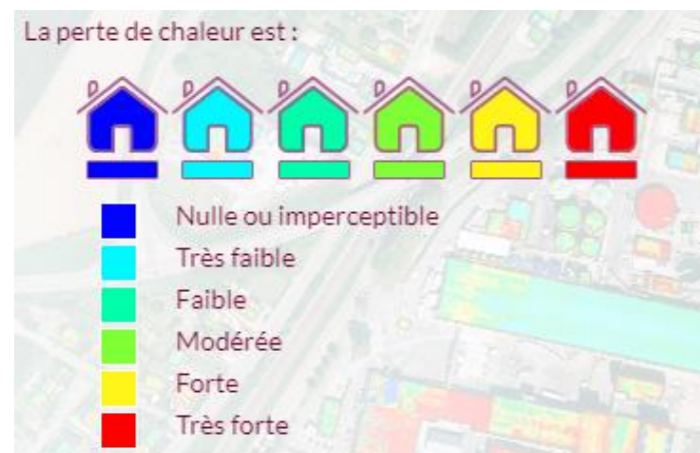 La perte de chaleur est :
Nulle ou imperceptible
Très faible
Faible
Modérée
Forte
Très forte